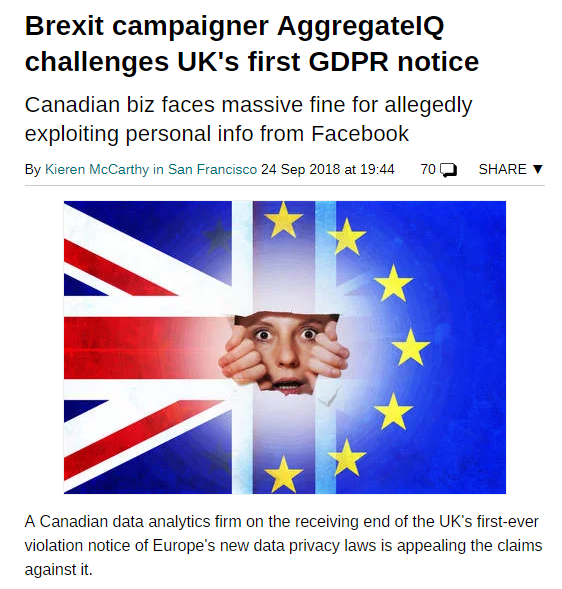 Brexit campaigner AggregateIQ
challenges UK's first GDPR notice
Canadian biz faces massive fine for allegedly
exploiting personal info from Facebook
By Kieren McCarthy in San Francisco 24 Sep 2018 at 19:44 70 SHARE ▼
A Canadian data analytics firm on the receiving end of the UK's first-ever
violation notice of Europe's new data privacy laws is appealing the claims
against it.